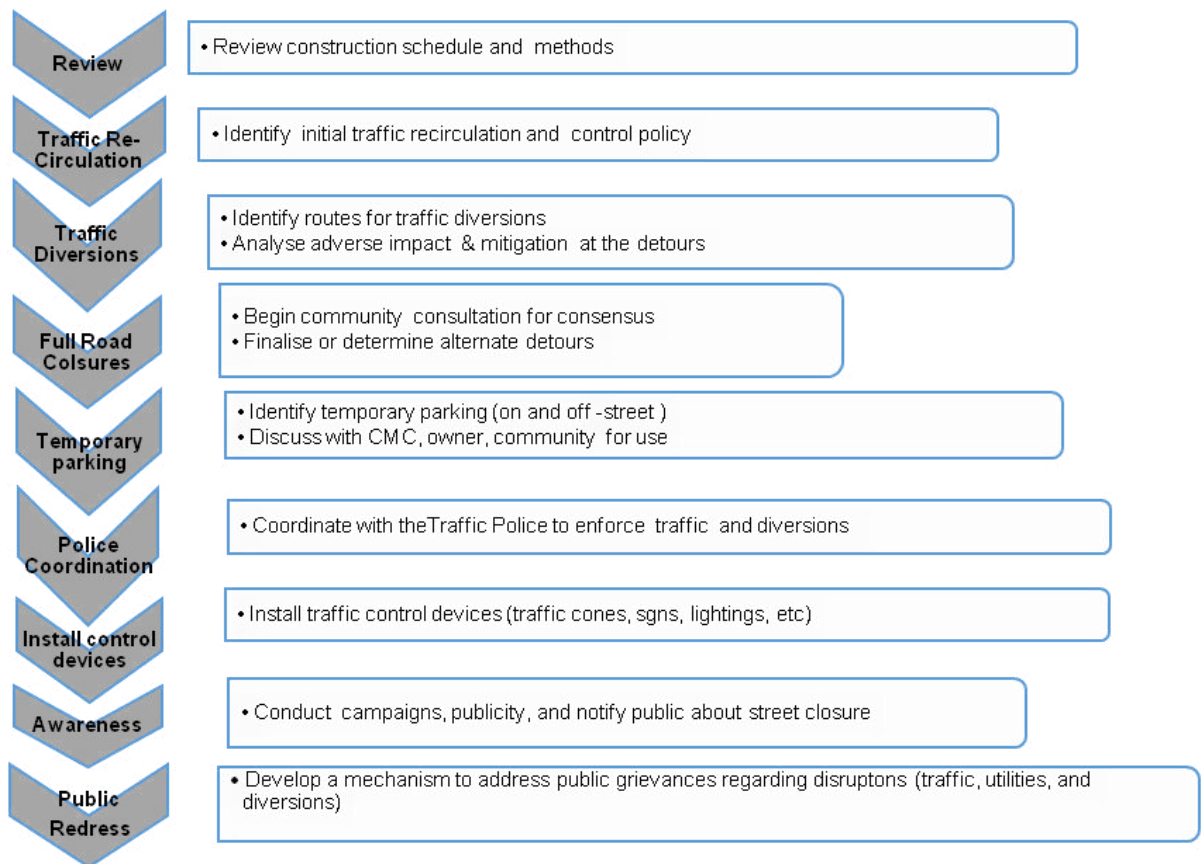 Review
• Review construction schedule and methods
Traffic Re-
Circulation
• Identify initial traffic recirculation and control policy
Traffic
Diversions
• Identify routes for traffic diversions
• Analyse adverse impact & mitigation at the detours
Full Road
Colsures
• Begin community consultation for consensus
• Finalise or determine alternate detours
Temporary
parking
• Identify temporary parking (on and off -street )
• Discuss with CMC, owner, community for use
Police
Coordination
• Coordinate with theTraffic Police to enforce traffic and diversions
Install control
devices
• Install traffic control devices (traffic cones, sgns, lightings, etc)
Awareness
• Conduct campaigns, publicity, and notify public about street closure
Public
Redress
• Develop a mechanism to address public grievances regarding disruptons (traffic, utilities, and
diversions)